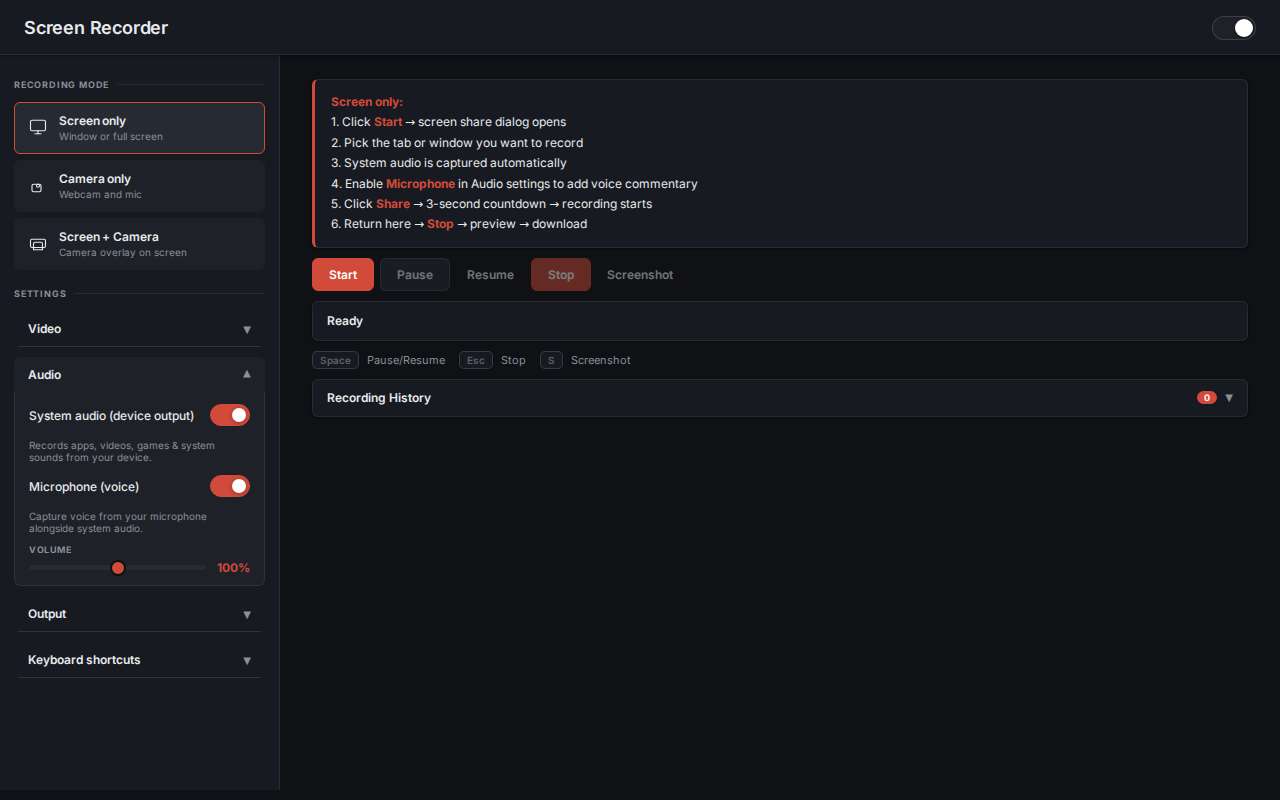 Screen Recorder
RECORDING MODE
Screen only
Window or full screen
Camera only
Webcam and mic
Screen + Camera
Camera overlay on screen
SETTINGS
Video
Audio
System audio (device output)
Records apps, videos, games & system
sounds from your device.
Microphone (voice)
Capture voice from your microphone
alongside system audio.
VOLUME
100%
Output
Keyboard shortcuts
Screen only:
1. Click Start → screen share dialog opens
2. Pick the tab or window you want to record
3. System audio is captured automatically
4. Enable Microphone in Audio settings to add voice commentary
5. Click Share → 3-second countdown → recording starts
6. Return here → Stop → preview → download
Start Pause Resume Stop Screenshot
Ready
Space Pause/Resume Esc Stop S Screenshot
Recording History 0